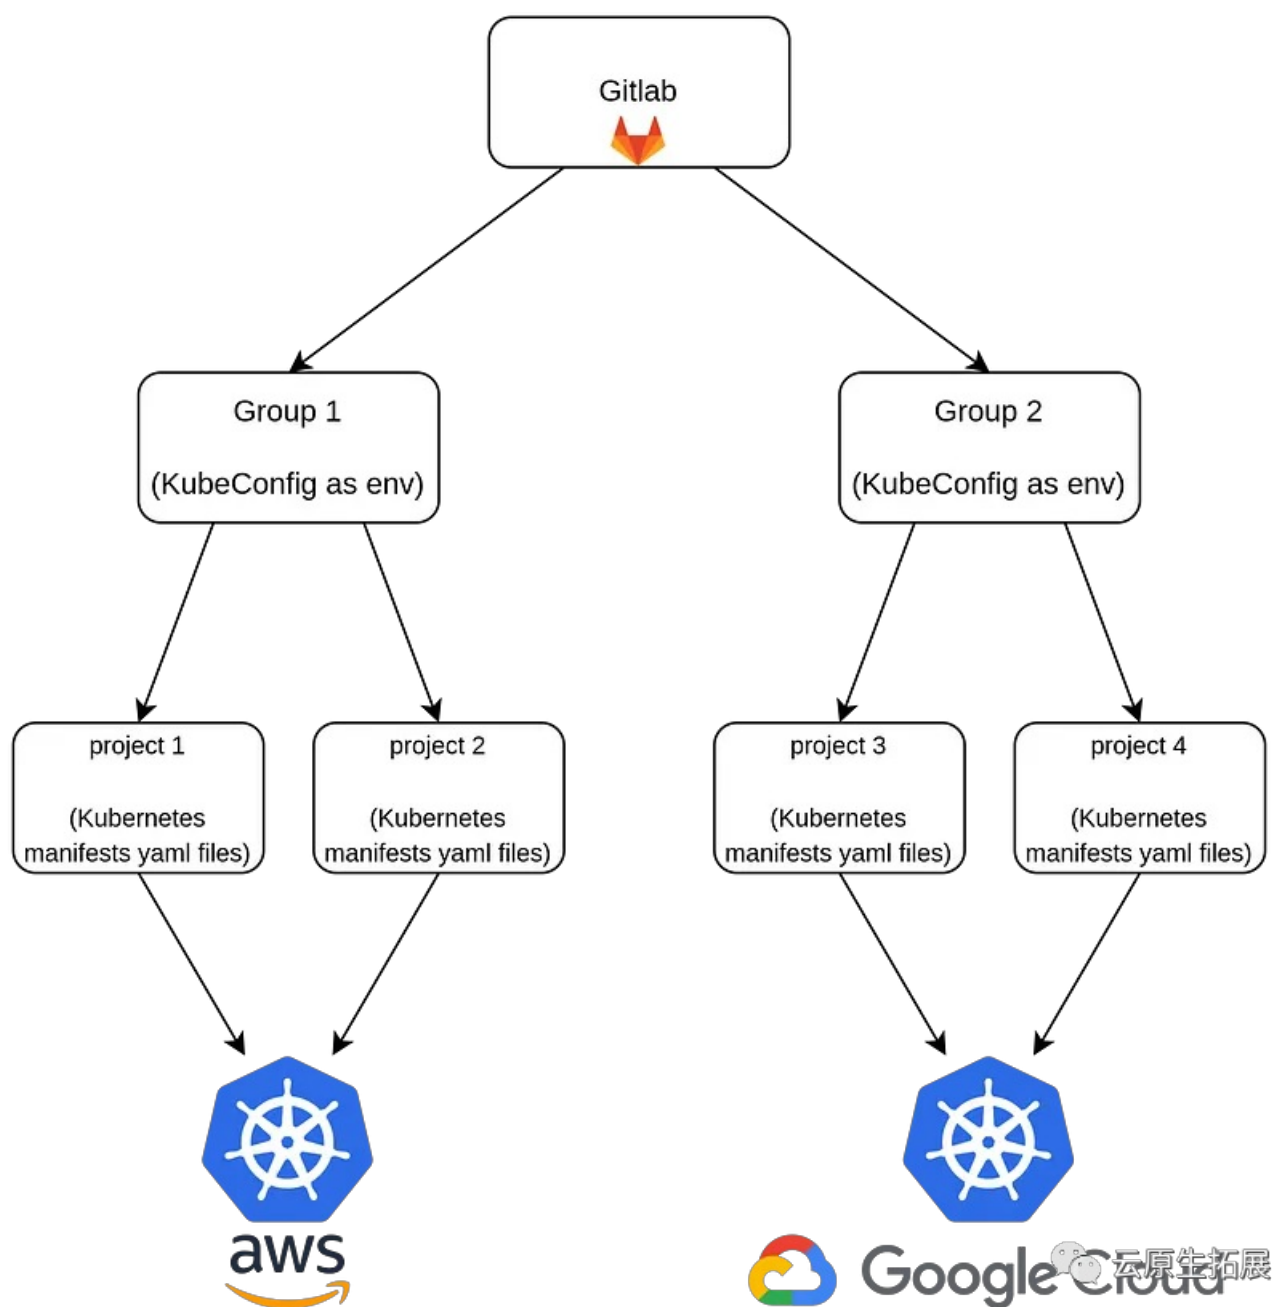 Gitlab
Group 1
(KubeConfig as env)
Group 2
(KubeConfig as env)
project 1
(Kubernetes
manifests yaml files)
project 2
(Kubernetes
manifests yaml files)
project 3
(Kubernetes
manifests yaml files)
project 4
(Kubernetes
manifests yaml files)
aws
Google Cloud
云原生拓展